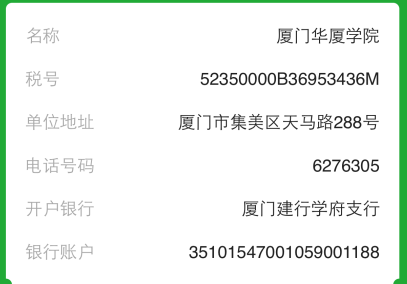 名称 厦门华厦学院
税号 52350000B36953436M
单位地址 厦门市集美区天马路288号
电话号码 6276305
开户银行 厦门建行学府支行
银行账户 35101547001059001188